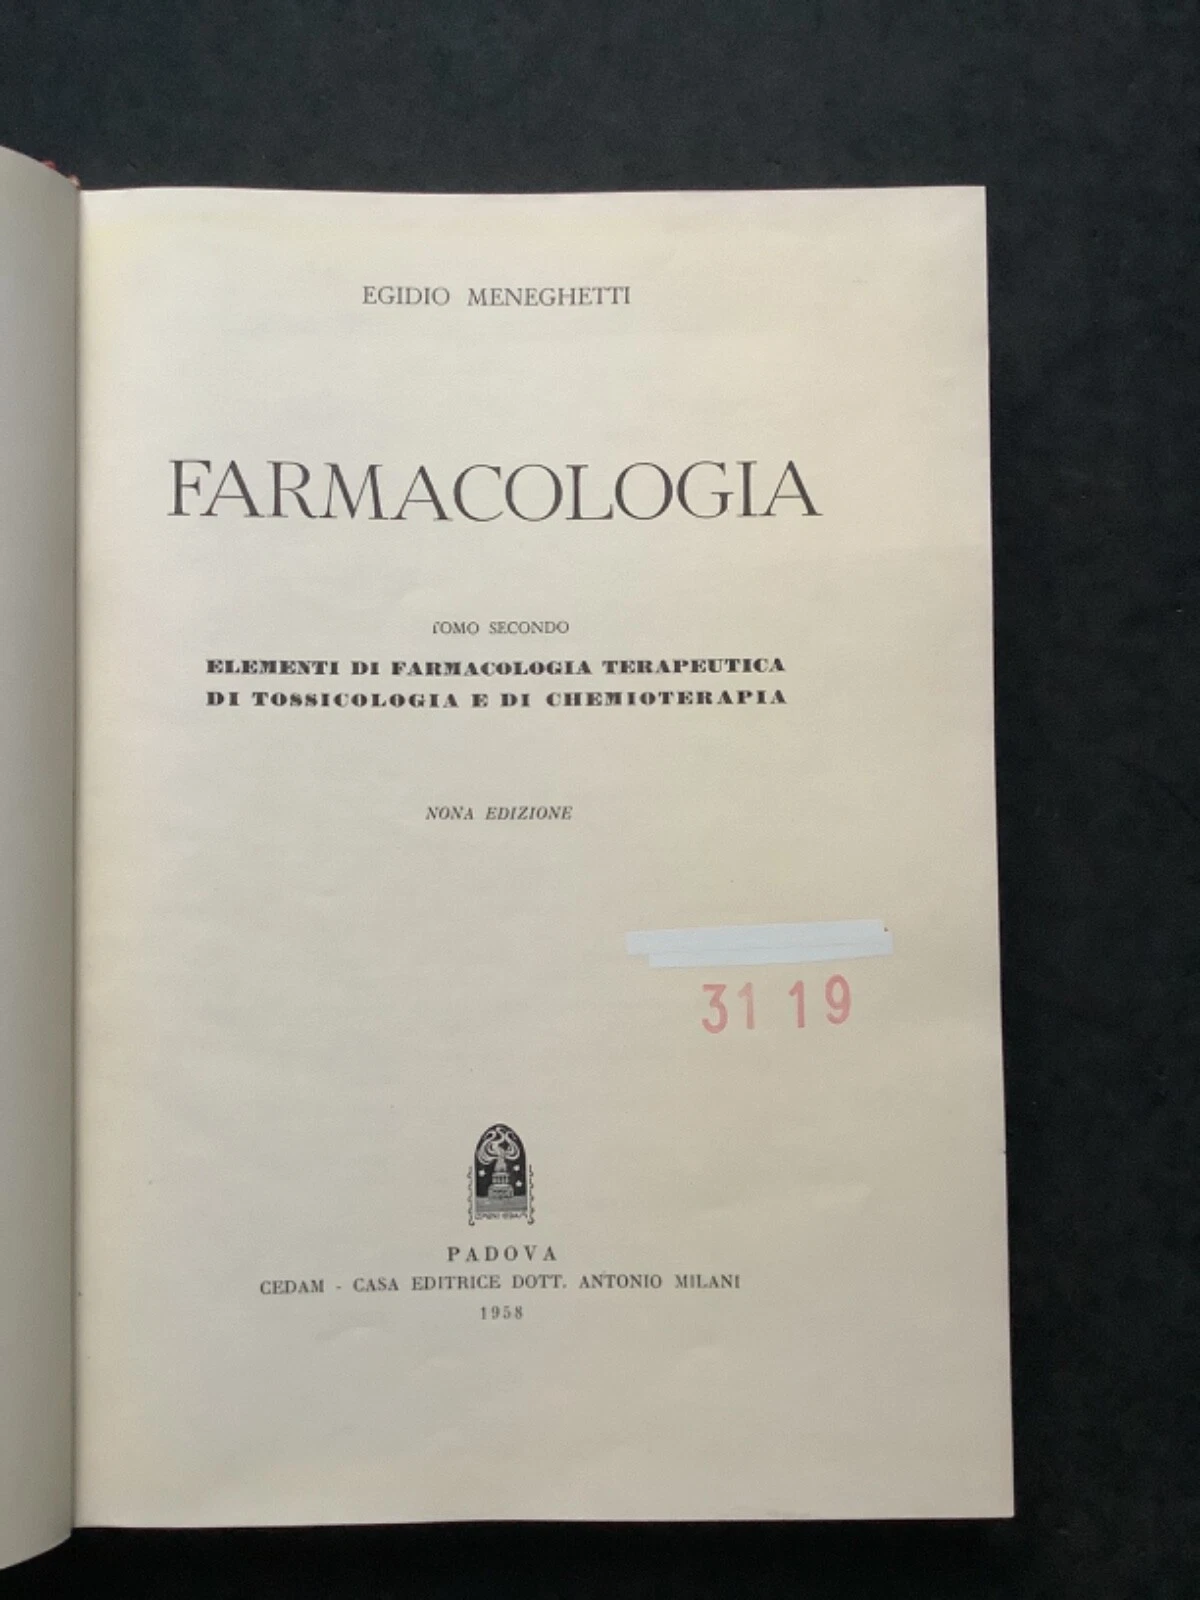 EGIDIO MENEGHETTI
FARMACOLOGIA
TOMO SECONDO
ELEMENTI DI FARMACOLOGIA TERAPEUTICA
DI TOSSICOLOGIA E DI CHEMIOTERAPIA
NONA EDIZIONE
31 19
PADOVA
CEDAM - CASA EDITRICE DOTT. ANTONIO MILANI
1958